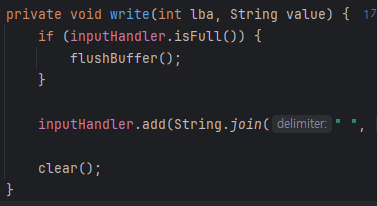 private void write(int lba, String value) {
if (inputHandler.isFull()) {
flushBuffer();
}
inputHandler.add(String.join( delimiter: " ",
clear();
}